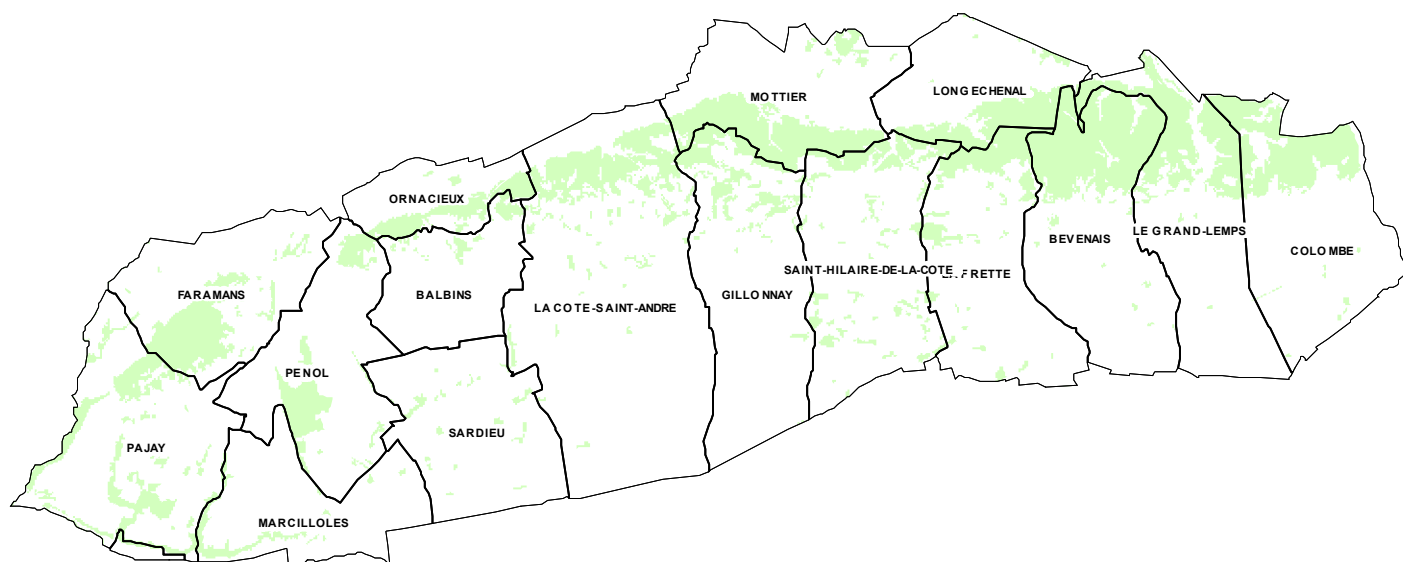 MOTTIER
LONGECHENAL
ORNACIEUX
LE GRAND-LEMPS
BEVENAIS
COLOMBE
SAINT-HILAIRE-DE-LA-COTE
FRETTE
FARAMANS
BALBINS
LA COTE-SAINT-ANDRE
GILLONNAY
PENOL
SARDIEU
PAJAY
MARCILLOLES